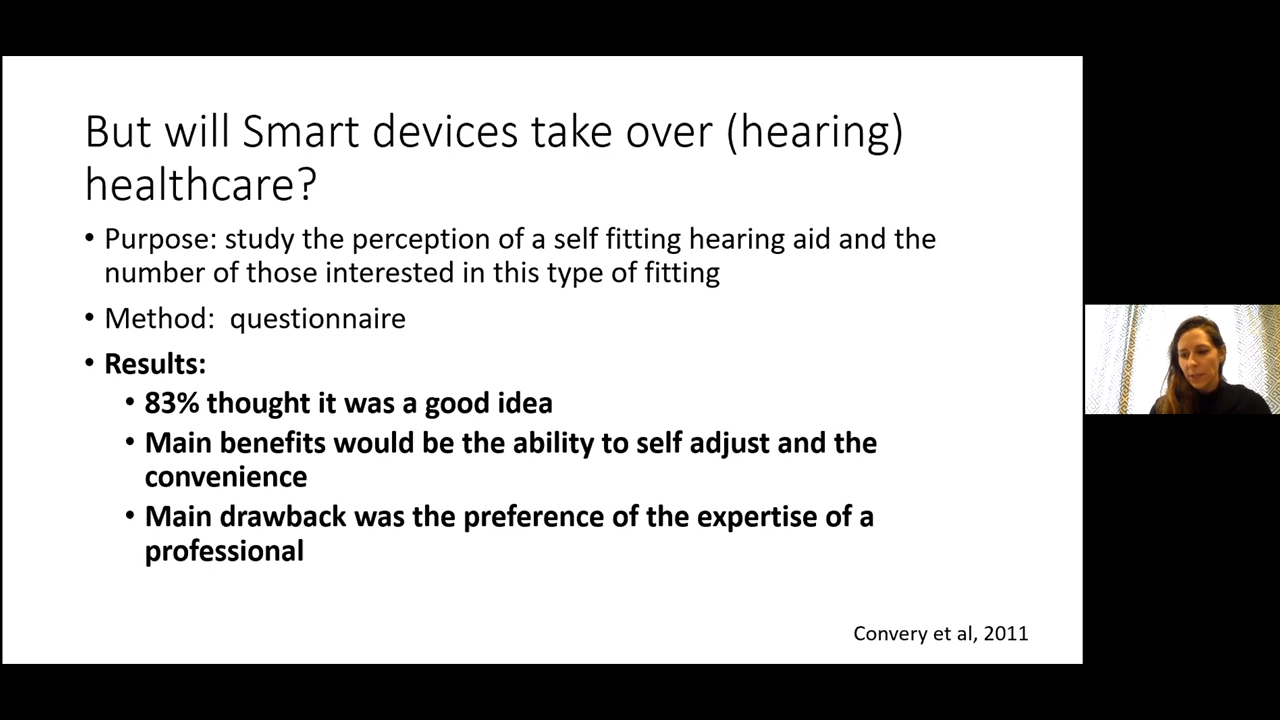 But will Smart devices take over (hearing)
healthcare?
• Purpose: study the perception of a self fitting hearing aid and the
number of those interested in this type of fitting
• Method:  questionnaire
• Results:
• 83% thought it was a good idea
• Main benefits would be the ability to self adjust and the
convenience
• Main drawback was the preference of the expertise of a
professional
Convery et al, 2011